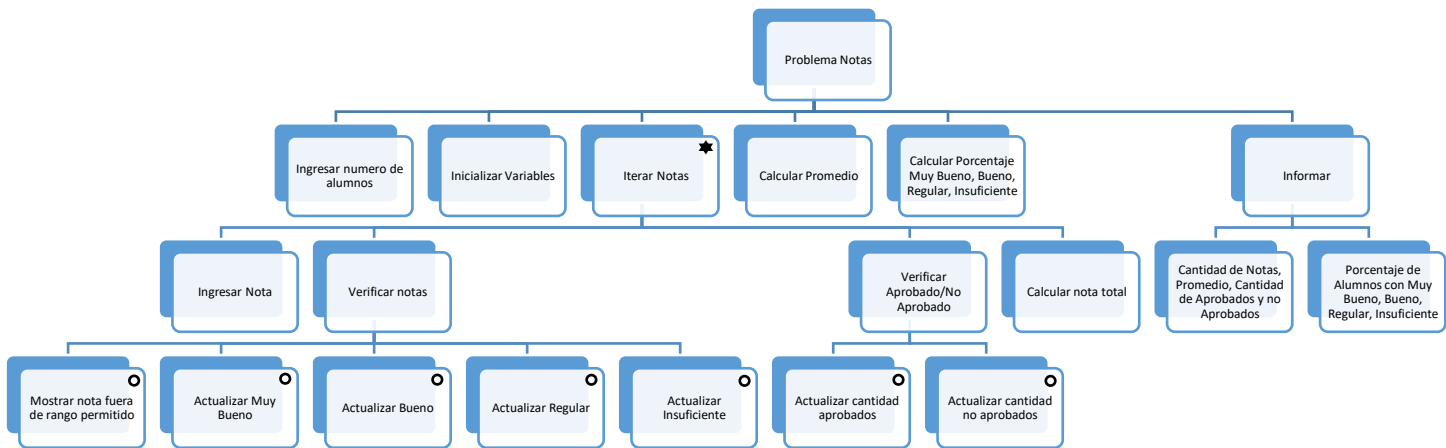 Problema Notas
Ingresar numero de
alumnos
Inicializar Variables
Iterar Notas
Calcular Promedio
Calcular Porcentaje
Muy Bueno, Bueno,
Regular, Insuficiente
Informar
Ingresar Nota
Verificar notas
Verificar
Aprobado/No
Aprobado
Calcular nota total
Cantidad de Notas,
Promedio, Cantidad
de Aprobados y no
Aprobados
Porcentaje de
Alumnos con Muy
Bueno, Bueno,
Regular, Insuficiente
Mostrar nota fuera
de rango permitido
Actualizar Muy
Bueno
Actualizar Bueno
Actualizar Regular
Actualizar
Insuficiente
Actualizar cantidad
aprobados
Actualizar cantidad
no aprobados